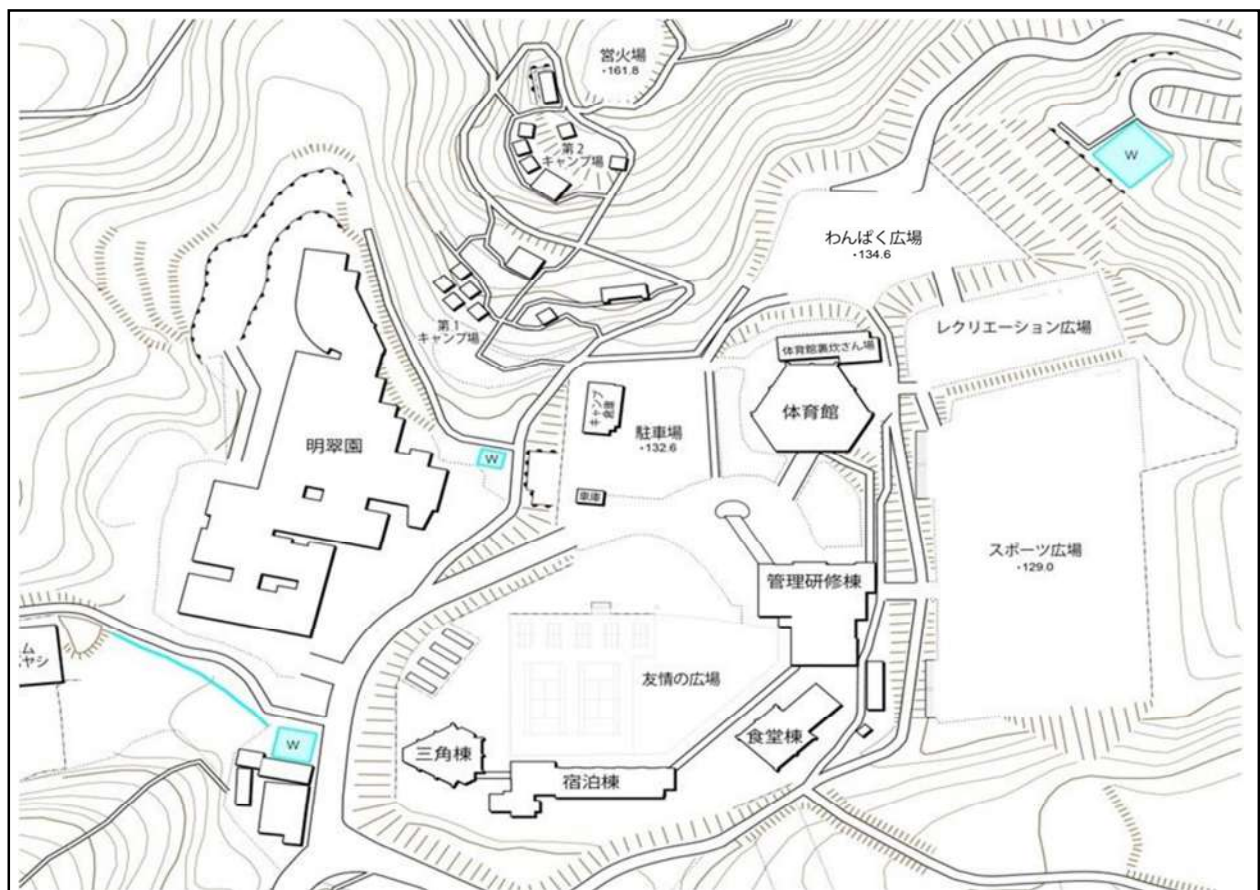 営火場
・161.8
第2
キャンプ場
W
わんぱく広場
・134.6
レクリエーション広場
第1
キャンプ場
体育館裏炊さん場
キャンプ
倉庫
体育館
駐車場
・132.6
明翠園
W
車庫
スポーツ広場
・129.0
管理研修棟
ム
ヤシ
友情の広場
W
三角棟
食堂棟
宿泊棟